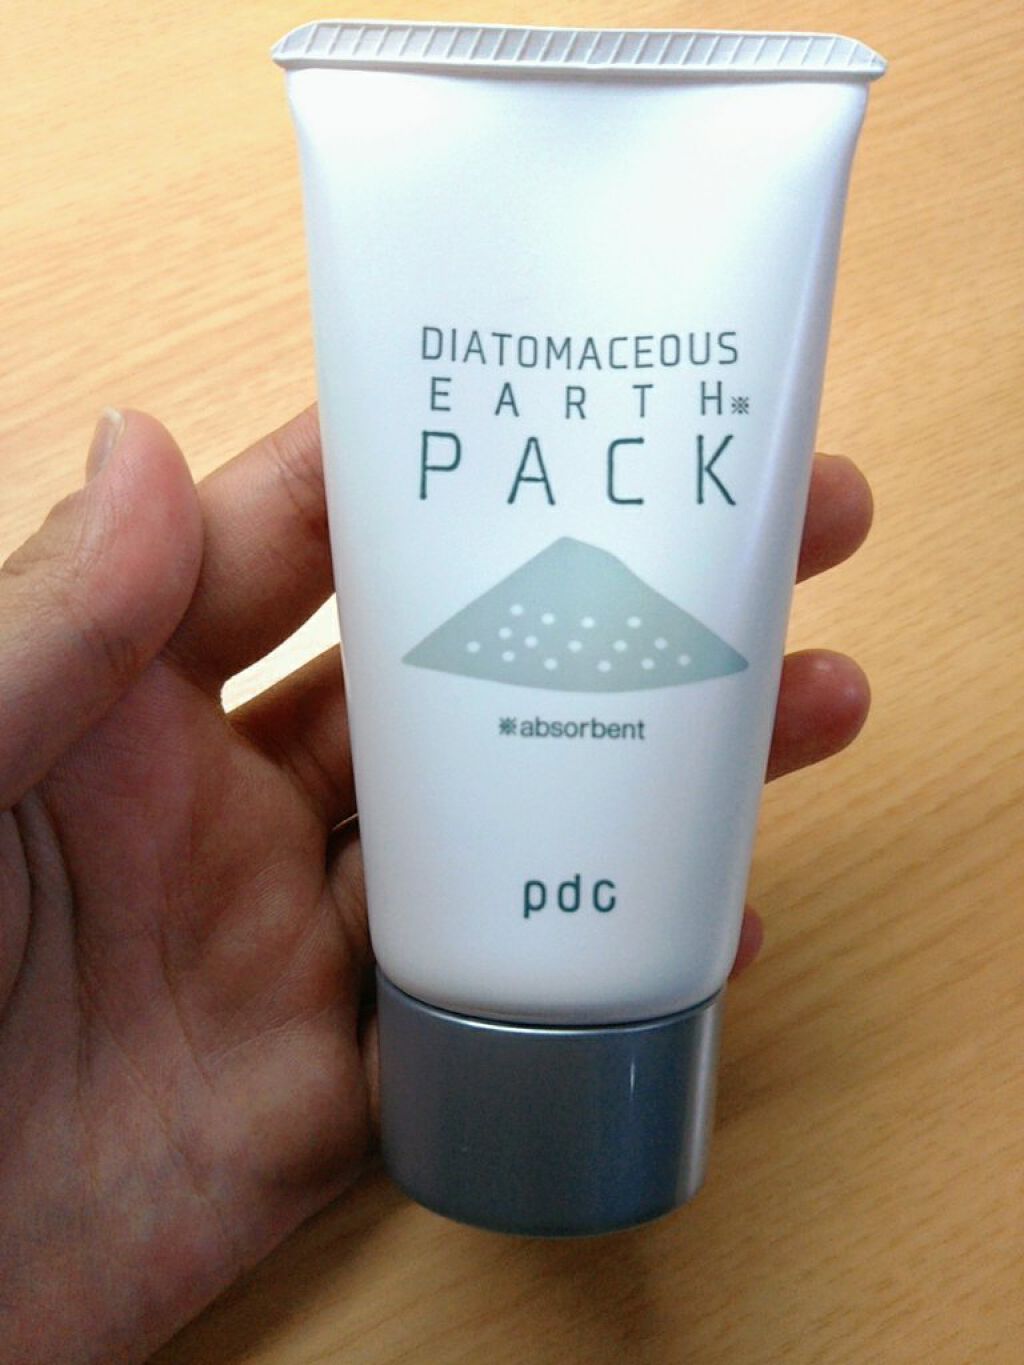 DIATOMACEOUS
EARTH※
PACK
※absorbent
pdc